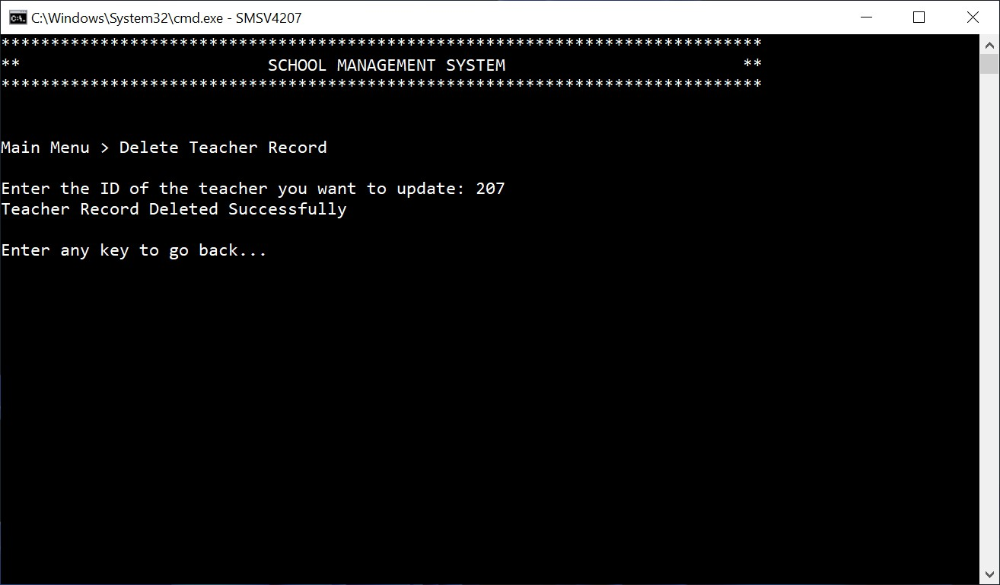 C:\Windows\System32\cmd.exe - SMSV4207
*****************************************************************************
** SCHOOL MANAGEMENT SYSTEM **
*****************************************************************************
Main Menu > Delete Teacher Record
Enter the ID of the teacher you want to update: 207
Teacher Record Deleted Successfully
Enter any key to go back...